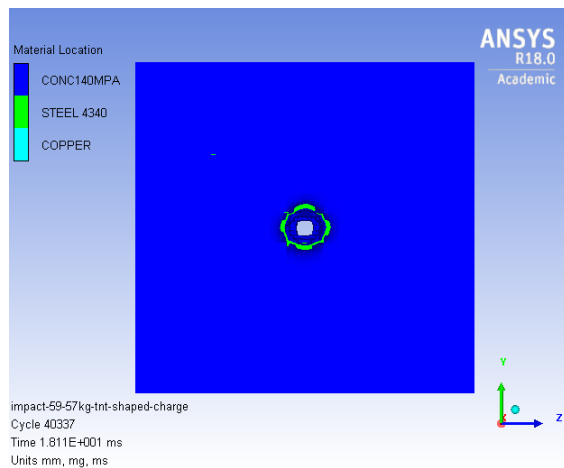 ANSYS
R18.0
Academic
Material Location
CONC140MPA
STEEL 4340
COPPER
Y
Z
impact-59-57kg-tnt-shaped-charge
Cycle 40337
Time 1.811E+001 ms
Units mm, mg, ms